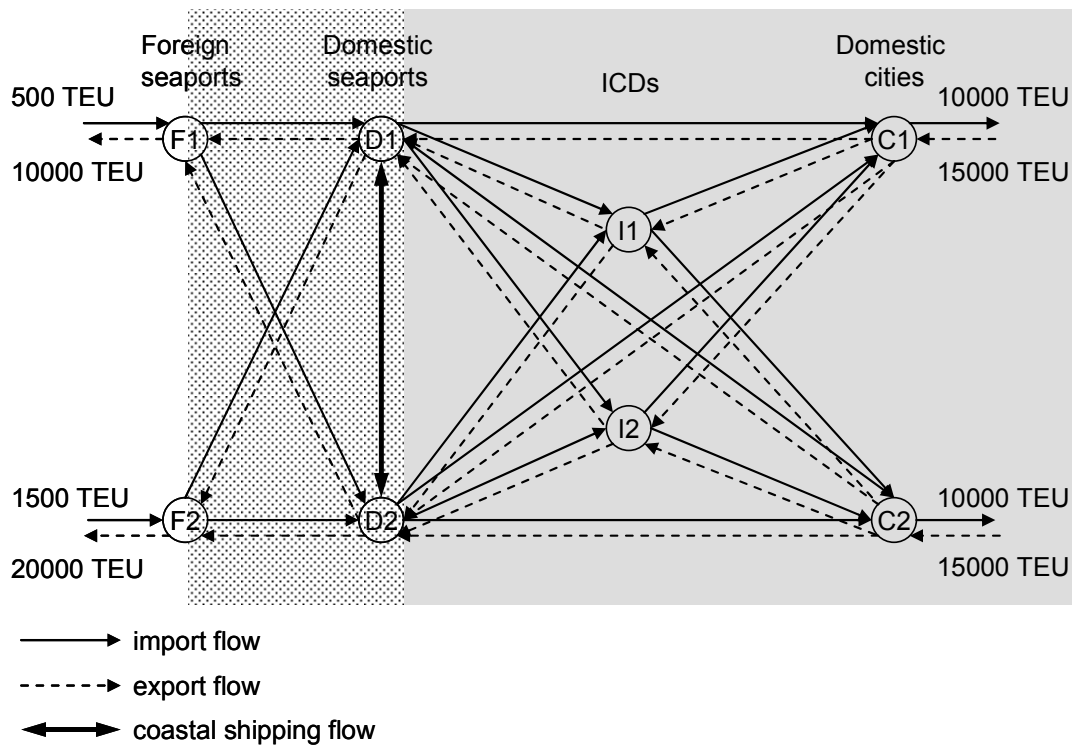 Foreign
seaports
Domestic
seaports
ICDs
Domestic
cities
500 TEU
10000 TEU
F1
D1
C1
10000 TEU
15000 TEU
I1
I2
1500 TEU
20000 TEU
F2
D2
C2
10000 TEU
15000 TEU
import flow
export flow
coastal shipping flow